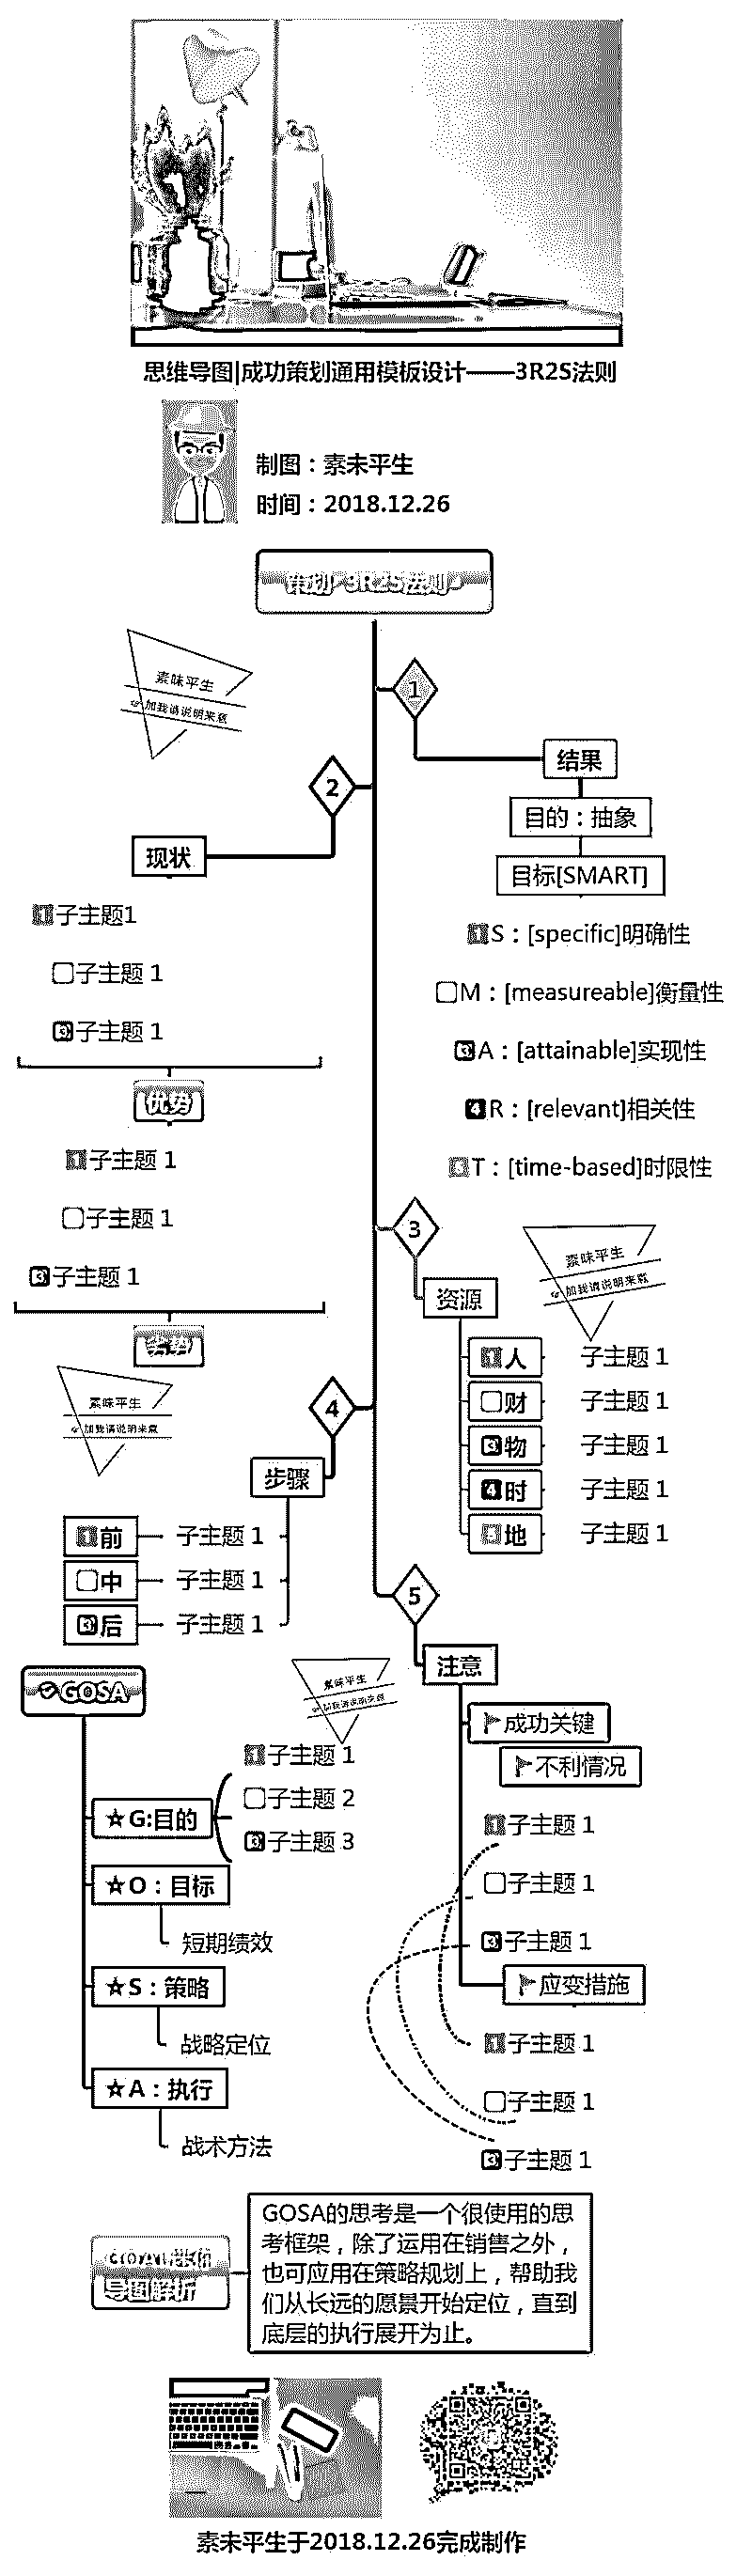 思维导图|成功策划通用模板设计——3R2S法则
制图：素未平生
时间：2018.12.26
策划-3R2S法则
素昧平生
加我请说明来意
1
结果
目的：抽象
目标[SMART]
1S：[specific]明确性
M：[measureable]衡量性
3A：[attainable]实现性
4R：[relevant]相关性
5T：[time-based]时限性
2
现状
1子主题1
子主题 1
3子主题 1
优势
1子主题 1
子主题 1
3子主题 1
劣势
3
资源
素昧平生
加我请说明来意
1人 子主题 1
财 子主题 1
3物 子主题 1
4时 子主题 1
5地 子主题 1
素昧平生
加我请说明来意
4
步骤
1前 子主题 1
中 子主题 1
3后 子主题 1
5
注意
成功关键
不利情况
1子主题 1
子主题 1
3子主题 1
应变措施
1子主题 1
子主题 1
3子主题 1
素昧平生
加我请说明来意
GOSA
G:目的
1子主题 1
子主题 2
3子主题 3
O：目标
短期绩效
S：策略
战略定位
A：执行
战术方法
导图解析
GOSA的思考是一个很使用的思
考框架，除了运用在销售之外，
也可应用在策略规划上，帮助我
们从长远的愿景开始定位，直到
底层的执行展开为止。
素未平生于2018.12.26完成制作